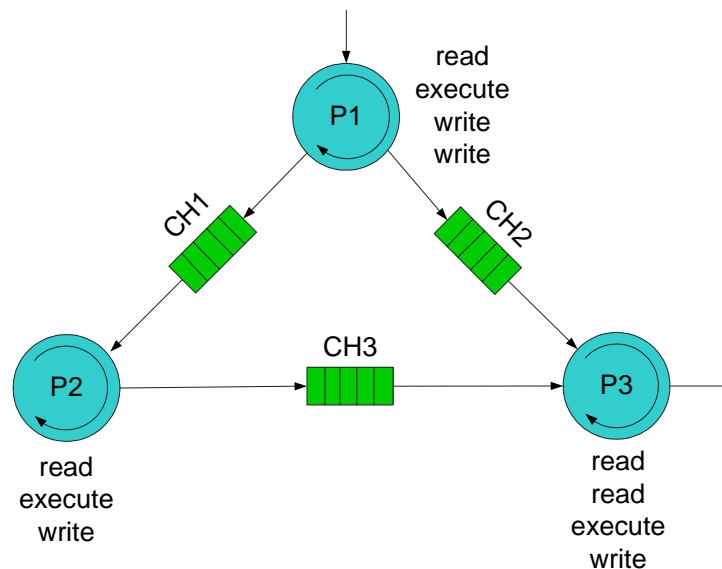 P1
read
execute
write
write
CH1
CH2
P2
CH3
P3
read
execute
write
read
read
execute
write